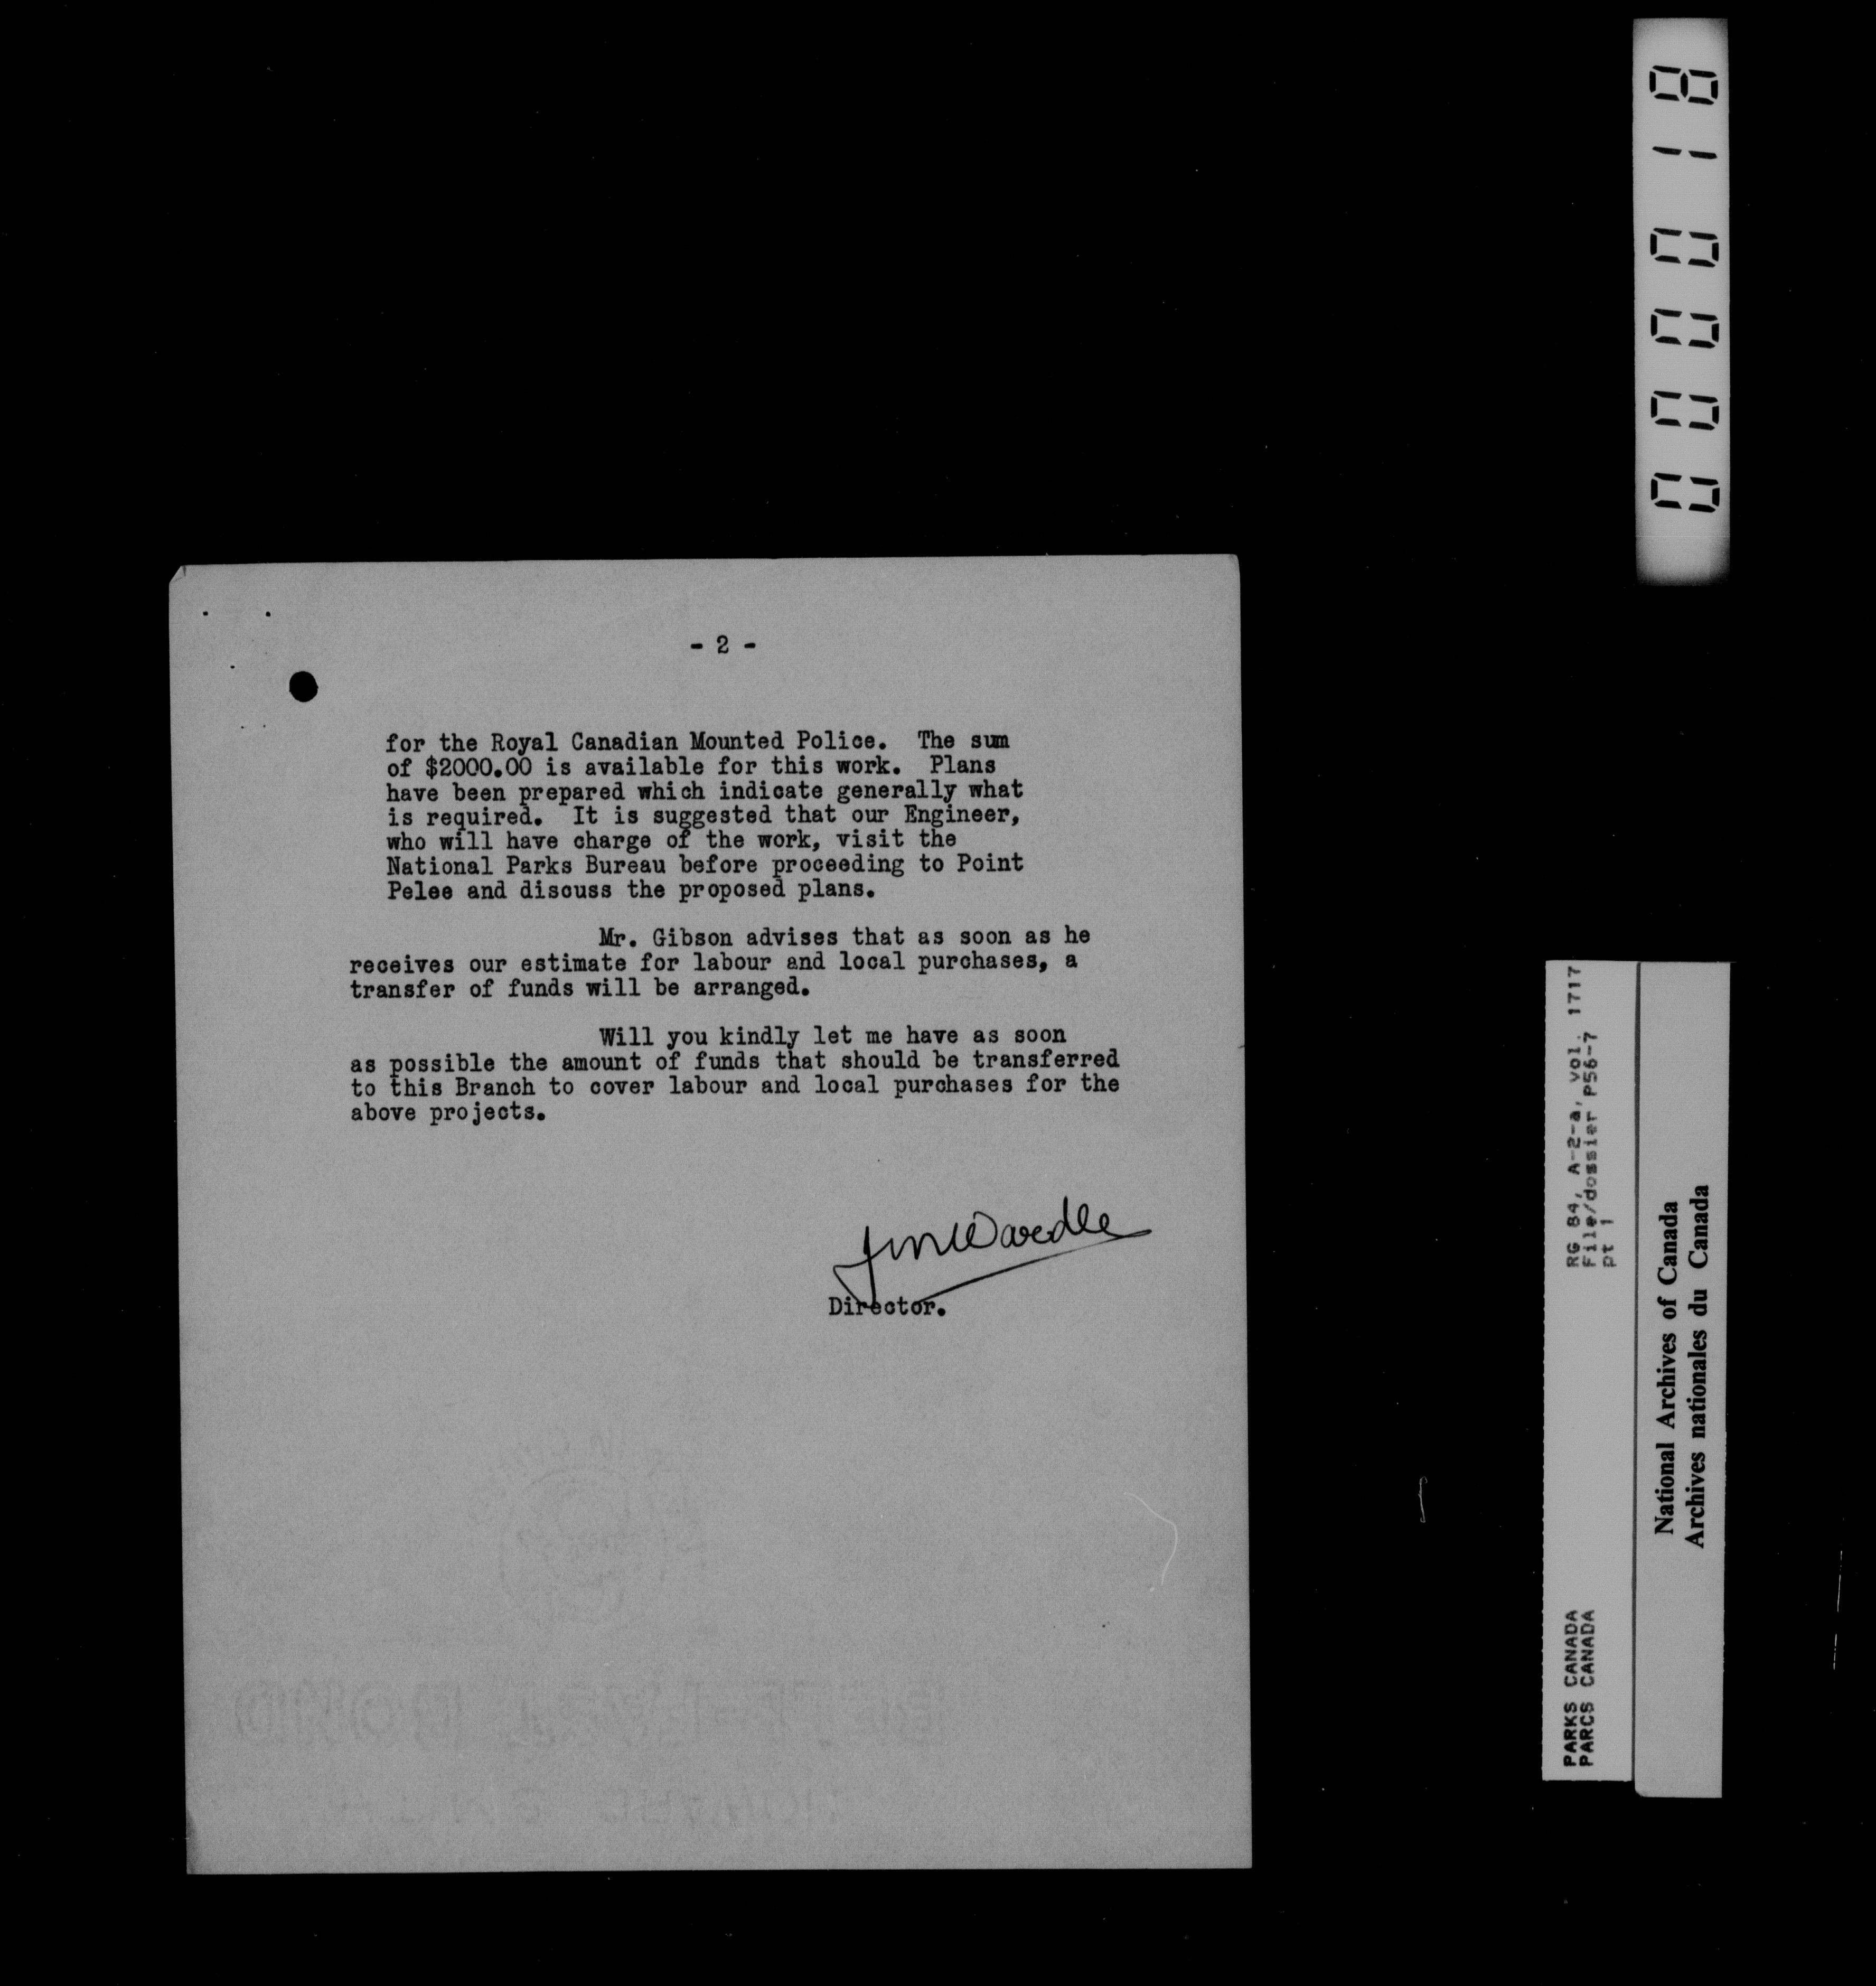 - 2 -
for the Royal Canadian Mounted Police. The sum
of $2000.00 is available for this work. Plans
have been prepared which indicate generally what
is required. It is suggested that our Engineer,
who will have charge of the work, visit the
National Parks Bureau before proceeding to Point
Pelee and discuss the proposed plans.
Mr. Gibson advises that as soon as he
receives our estimate for labour and local purchases, a
transfer of funds will be arranged.
Will you kindly let me have as soon
as possible the amount of funds that should be transferred
to this Branch to cover labour and local purchases for the
above projects.
JMWardle
Director.
000018
PARKS CANADA
PARCS CANADA
RG 84, A-2-a, vol. 1717
File/dossier P56-7
pt 1
National Archives of Canada
Archives nationales du Canada